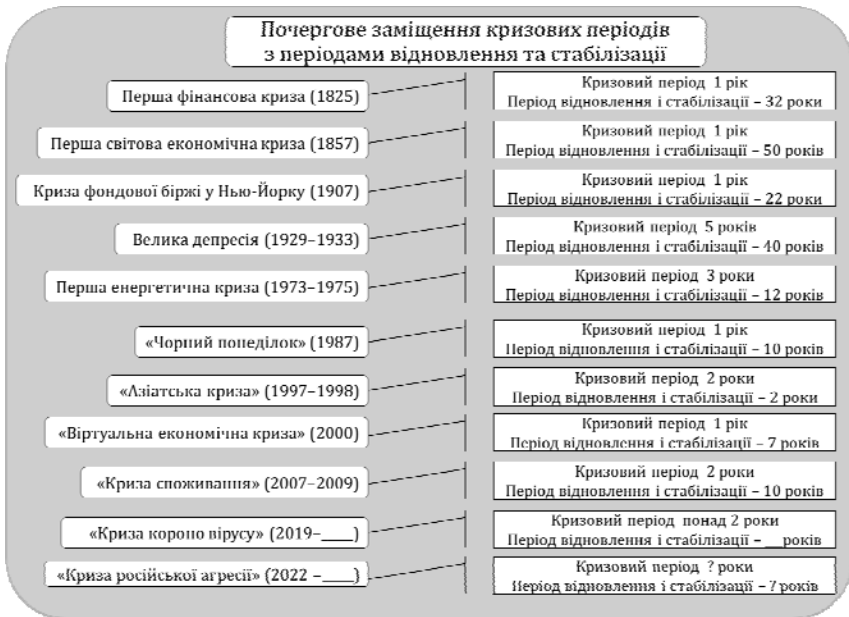 Почергове заміщення кризових періодів
з періодами відновлення та стабілізації
Перша фінансова криза (1825)
Кризовий період 1 рік
Період відновлення і стабілізації – 32 роки
Перша світова економічна криза (1857)
Кризовий період 1 рік
Період відновлення і стабілізації – 50 років
Криза фондової біржі у Нью-Йорку (1907)
Кризовий період 1 рік
Період відновлення і стабілізації – 22 роки
Велика депресія (1929–1933)
Кризовий період 5 років
Період відновлення і стабілізації – 40 років
Перша енергетична криза (1973–1975)
Кризовий період 3 роки
Період відновлення і стабілізації – 12 років
«Чорний понеділок» (1987)
Кризовий період 1 рік
Період відновлення і стабілізації – 10 років
«Азіатська криза» (1997–1998)
Кризовий період 2 роки
Період відновлення і стабілізації – 2 роки
«Віртуальна економічна криза» (2000)
Кризовий період 1 рік
Період відновлення і стабілізації – 7 років
«Криза споживання» (2007–2009)
Кризовий період 2 роки
Період відновлення і стабілізації – 10 років
«Криза короно вірусу» (2019–____)
Кризовий період понад 2 роки
Період відновлення і стабілізації – __років
«Криза російської агресії» (2022 –____)
Кризовий період ? роки
Період відновлення і стабілізації – ? років